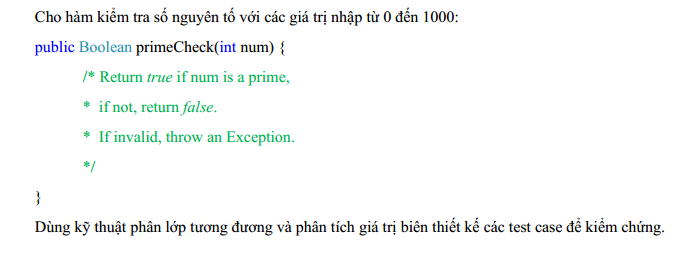 Cho hàm kiểm tra số nguyên tố với các giá trị nhập từ 0 đến 1000:
public Boolean primeCheck(int num) {
/* Return true if num is a prime,
* if not, return false.
* If invalid, throw an Exception.
*/
}
Dùng kỹ thuật phân lớp tương đương và phân tích giá trị biên thiết kế các test case để kiểm chứng.